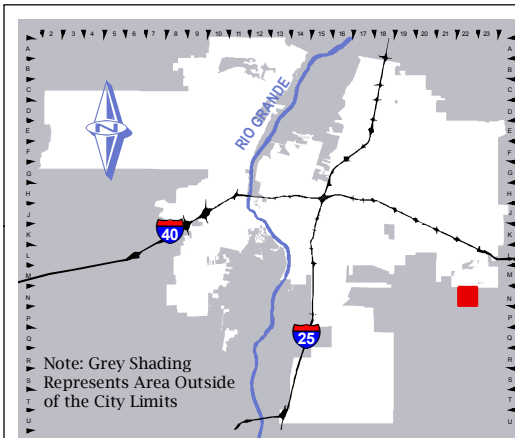 2 3 4 5 6 7 8 9 10 11 12 13 14 15 16 17 18 19 20 21 22 23
A A
B B
C C
D D
E E
F F
G G
H H
J J
K K
L L
M M
N N
P P
Q Q
R R
S S
T T
U U
N
RIO GRANDE
40
25
Note: Grey Shading
Represents Area Outside
of the City Limits